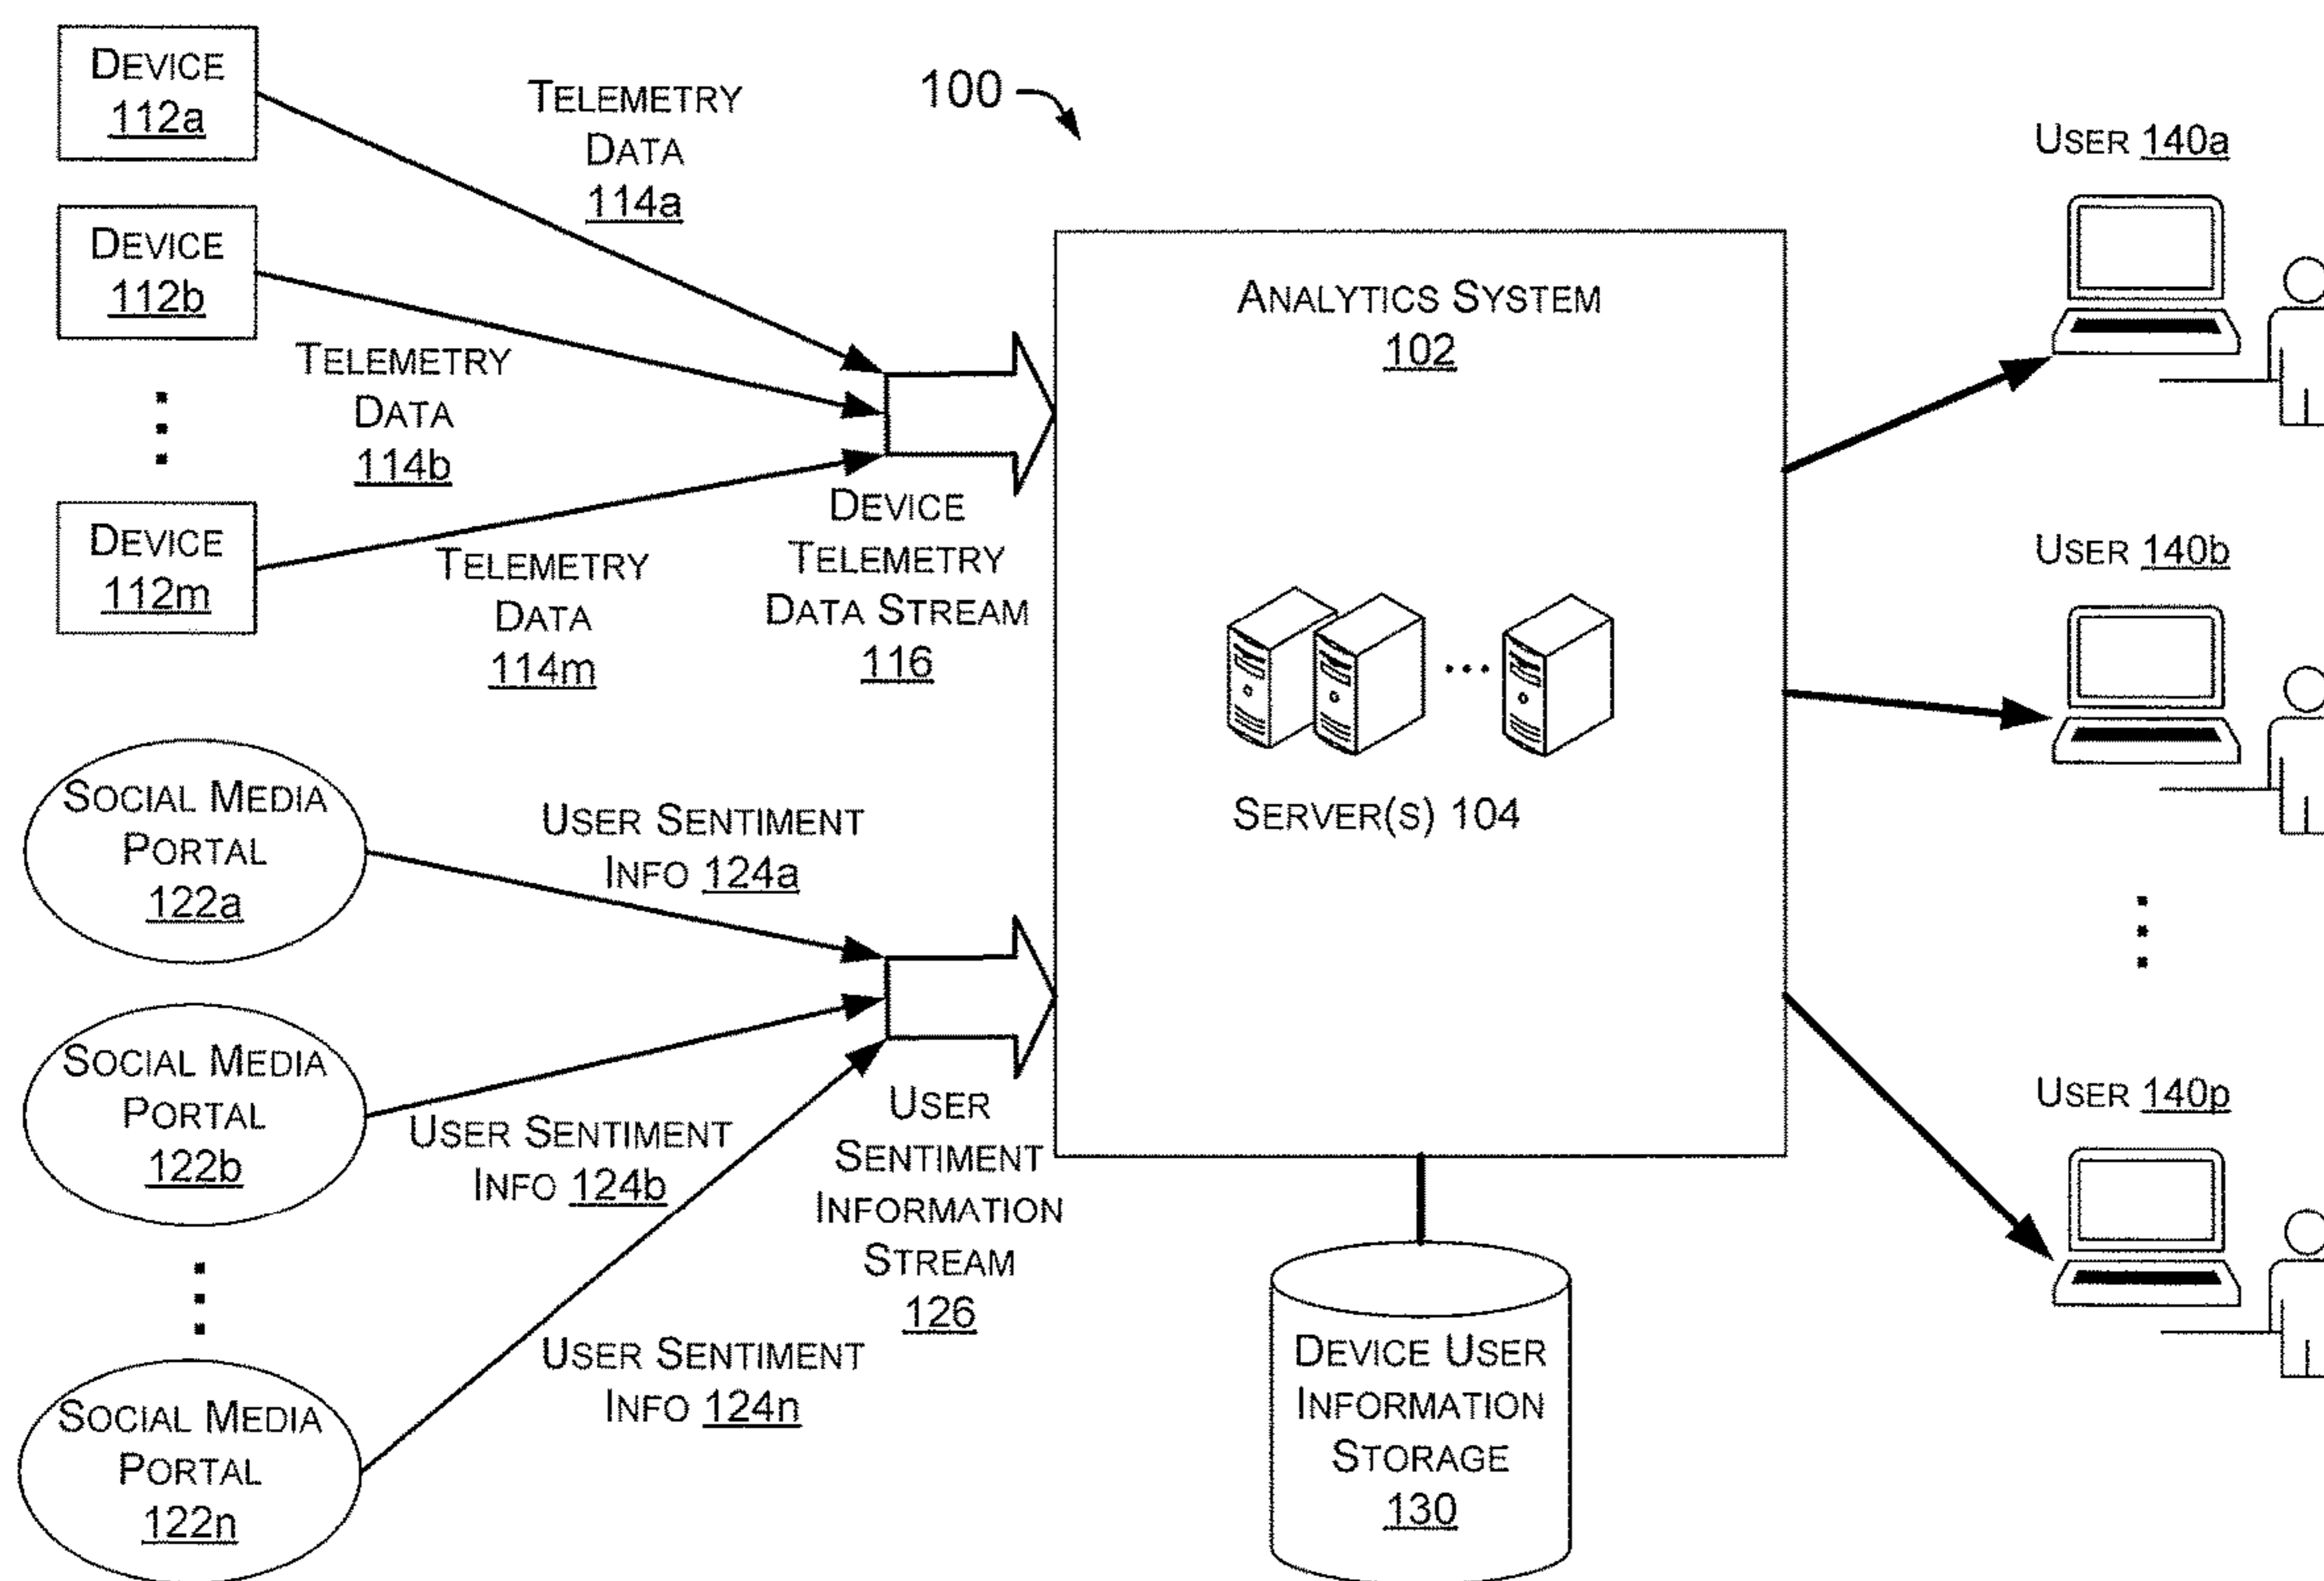 DEVICE
112a
TELEMETRY
DATA
114a
100
USER 140a
DEVICE
112b
ANALYTICS SYSTEM
102
TELEMETRY
DATA
114b
DEVICE
112m
TELEMETRY
DATA
114m
DEVICE
TELEMETRY
DATA STREAM
116
USER 140b
SERVER(S) 104
...
SOCIAL MEDIA
PORTAL
122a
USER SENTIMENT
INFO 124a
SOCIAL MEDIA
PORTAL
122b
USER SENTIMENT
INFO 124b
USER
SENTIMENT
INFORMATION
STREAM
126
USER 140p
SOCIAL MEDIA
PORTAL
122n
USER SENTIMENT
INFO 124n
DEVICE USER
INFORMATION
STORAGE
130